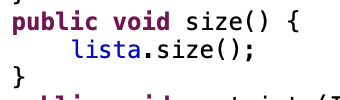 public void size() {
    lista.size();
}